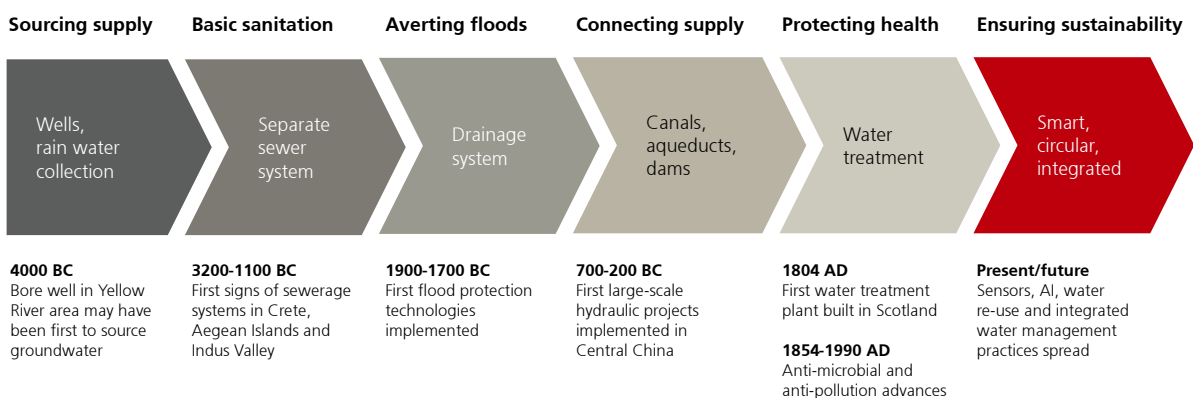 Sourcing supply
Basic sanitation
Averting floods
Connecting supply
Protecting health
Ensuring sustainability
Wells,
rain water
collection
Separate
sewer
system
Drainage
system
Canals,
aqueducts,
dams
Water
treatment
Smart,
circular,
integrated
4000 BC
Bore well in Yellow
River area may have
been first to source
groundwater
3200-1100 BC
First signs of sewerage
systems in Crete,
Aegean Islands and
Indus Valley
1900-1700 BC
First flood protection
technologies
implemented
700-200 BC
First large-scale
hydraulic projects
implemented in
Central China
1804 AD
First water treatment
plant built in Scotland
1854-1990 AD
Anti-microbial and
anti-pollution advances
Present/future
Sensors, AI, water
re-use and integrated
water management
practices spread